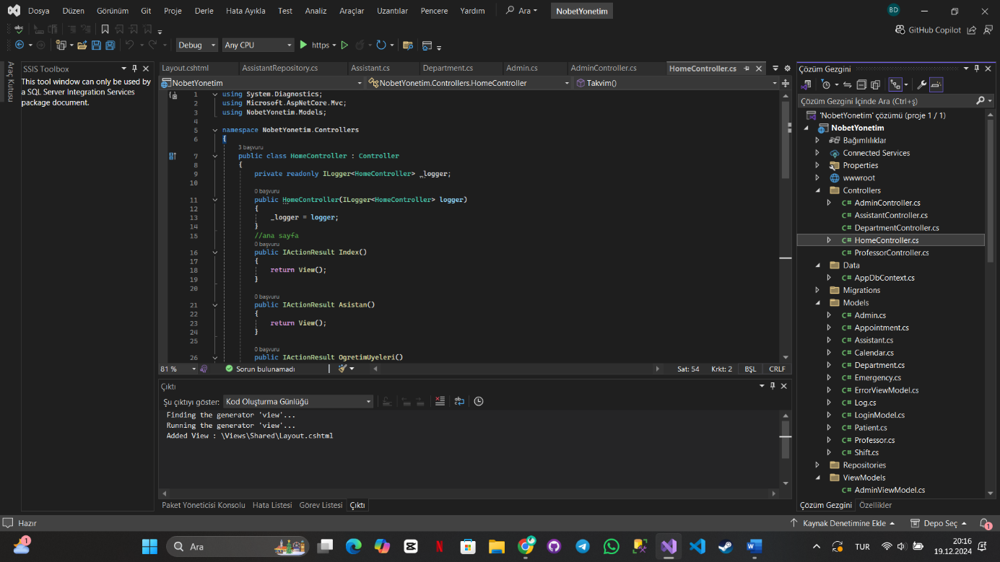 Dosya Düzen Görünüm Git Proje Derle Hata Ayıkla Test Analiz Araçlar Uzantılar Pencere Yardım Ara NobetYonetim BD
GitHub Copilot
Debug Any CPU https
Araç Kutusu
SSIS Toolbox
This tool window can only be used by
a SQL Server Integration Services
package document.
Layout.cshtml AssistantRepository.cs Assistant.cs Department.cs Admin.cs AdminController.cs HomeController.cs
NobetYonetim NobetYonetim.Controllers.HomeController Takvim()
1 using System.Diagnostics;
2 using Microsoft.AspNetCore.Mvc;
3 using NobetYonetim.Models;
4
5 namespace NobetYonetim.Controllers
6 {
3 başvuru
7 public class HomeController : Controller
8 {
9 private readonly ILogger<HomeController> _logger;
10
0 başvuru
11 public HomeController(ILogger<HomeController> logger)
12 {
13 _logger = logger;
14 }
15 //ana sayfa
0 başvuru
16 public IActionResult Index()
17 {
18 return View();
19 }
20
0 başvuru
21 public IActionResult Asistan()
22 {
23 return View();
24 }
25
0 başvuru
26 public IActionResult OgretimUyeleri()
81 % Sorun bulunamadı Sat: 54 Krkt: 2 BŞL CRLF
Çıktı
Şu çıktıyı göster: Kod Oluşturma Günlüğü
Finding the generator 'view'...
Running the generator 'view'...
Added View : \Views\Shared\Layout.cshtml
Paket Yöneticisi Konsolu Hata Listesi Görev Listesi Çıktı
Çözüm Gezgini
Çözüm Gezgini İçinde Ara (Ctrl+ş)
'NobetYonetim' çözümü (proje 1 / 1)
NobetYonetim
Bağımlılıklar
Connected Services
Properties
wwwroot
Controllers
C# AdminController.cs
C# AssistantController.cs
C# DepartmentController.cs
C# HomeController.cs
C# ProfessorController.cs
Data
C# AppDbContext.cs
Migrations
Models
C# Admin.cs
C# Appointment.cs
C# Assistant.cs
C# Calendar.cs
C# Department.cs
C# Emergency.cs
C# ErrorViewModel.cs
C# Log.cs
C# LoginModel.cs
C# Patient.cs
C# Professor.cs
C# Shift.cs
Repositories
ViewModels
C# AdminViewModel.cs
Çözüm Gezgini Özellikler
Hazır Kaynak Denetimine Ekle Depo Seç 1
1 Ara TUR 20:16
19.12.2024